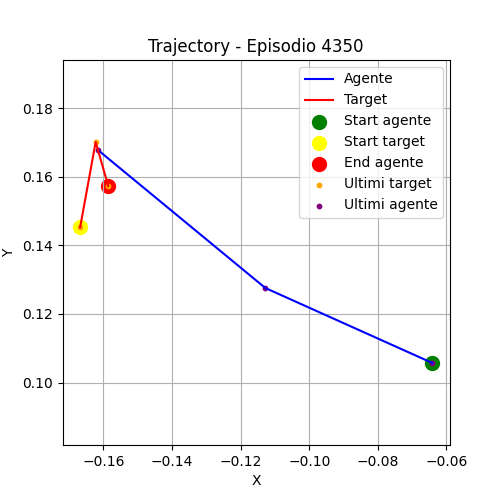 Trajectory - Episodio 4350
Agente
Target
Start agente
Start target
End agente
Ultimi target
Ultimi agente
0.18
0.16
0.14
0.12
0.10
Y
−0.16
−0.14
−0.12
−0.10
−0.08
−0.06
X